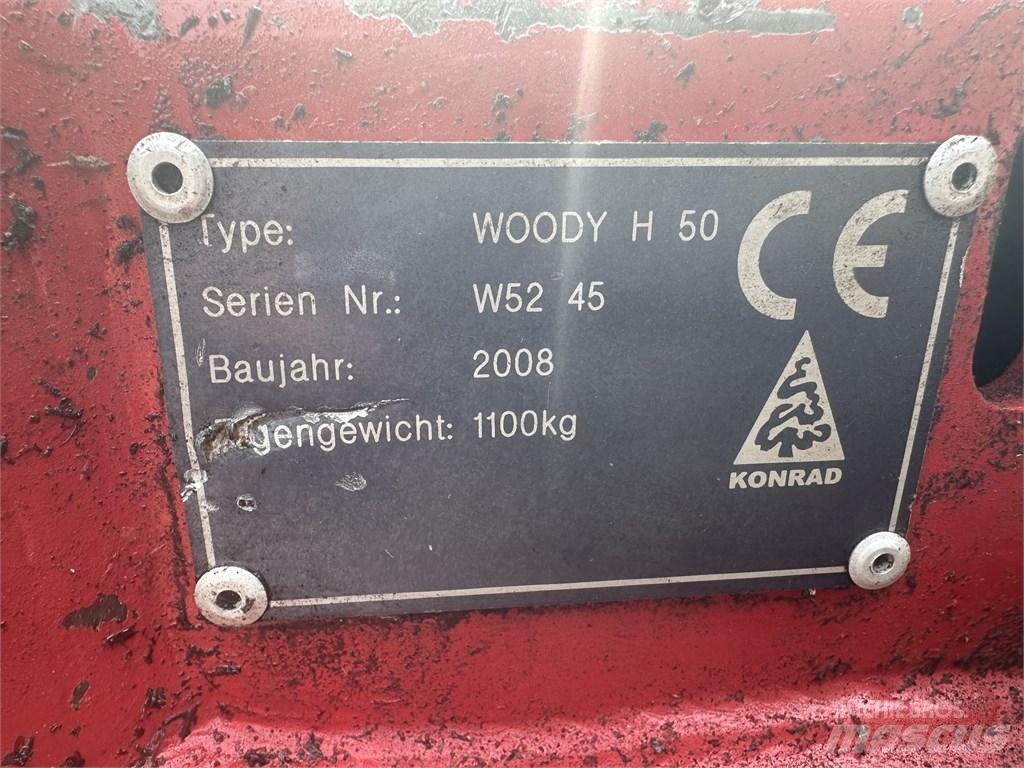 Type: WOODY H 50
Serien Nr.: W52 45
Baujahr: 2008
gengewicht: 1100kg
CE
KONRAD
mascus